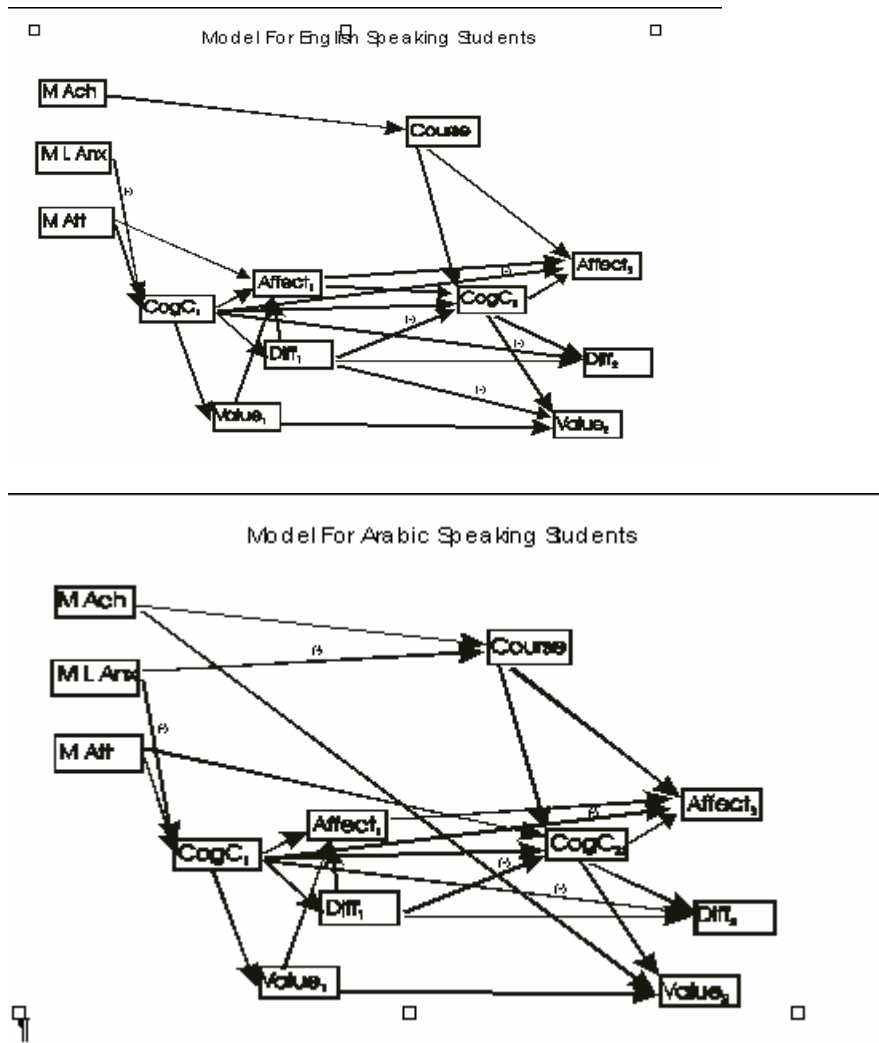 Model For English Speaking Students
M Ach
Course
M L Anx
(-)
M Att
Affect₂
(-)
Affect₁
CogC₂
CogC₁
(-)
(-)
Diff₁
Diff₂
(-)
Value₁
Value₂
Model For Arabic Speaking Students
M Ach
Course
(-)
M L Anx
(-)
M Att
Affect₂
(-)
Affect₁
CogC₂
CogC₁
(-)
(-)
Diff₁
Diff₂
Value₁
Value₂
¶